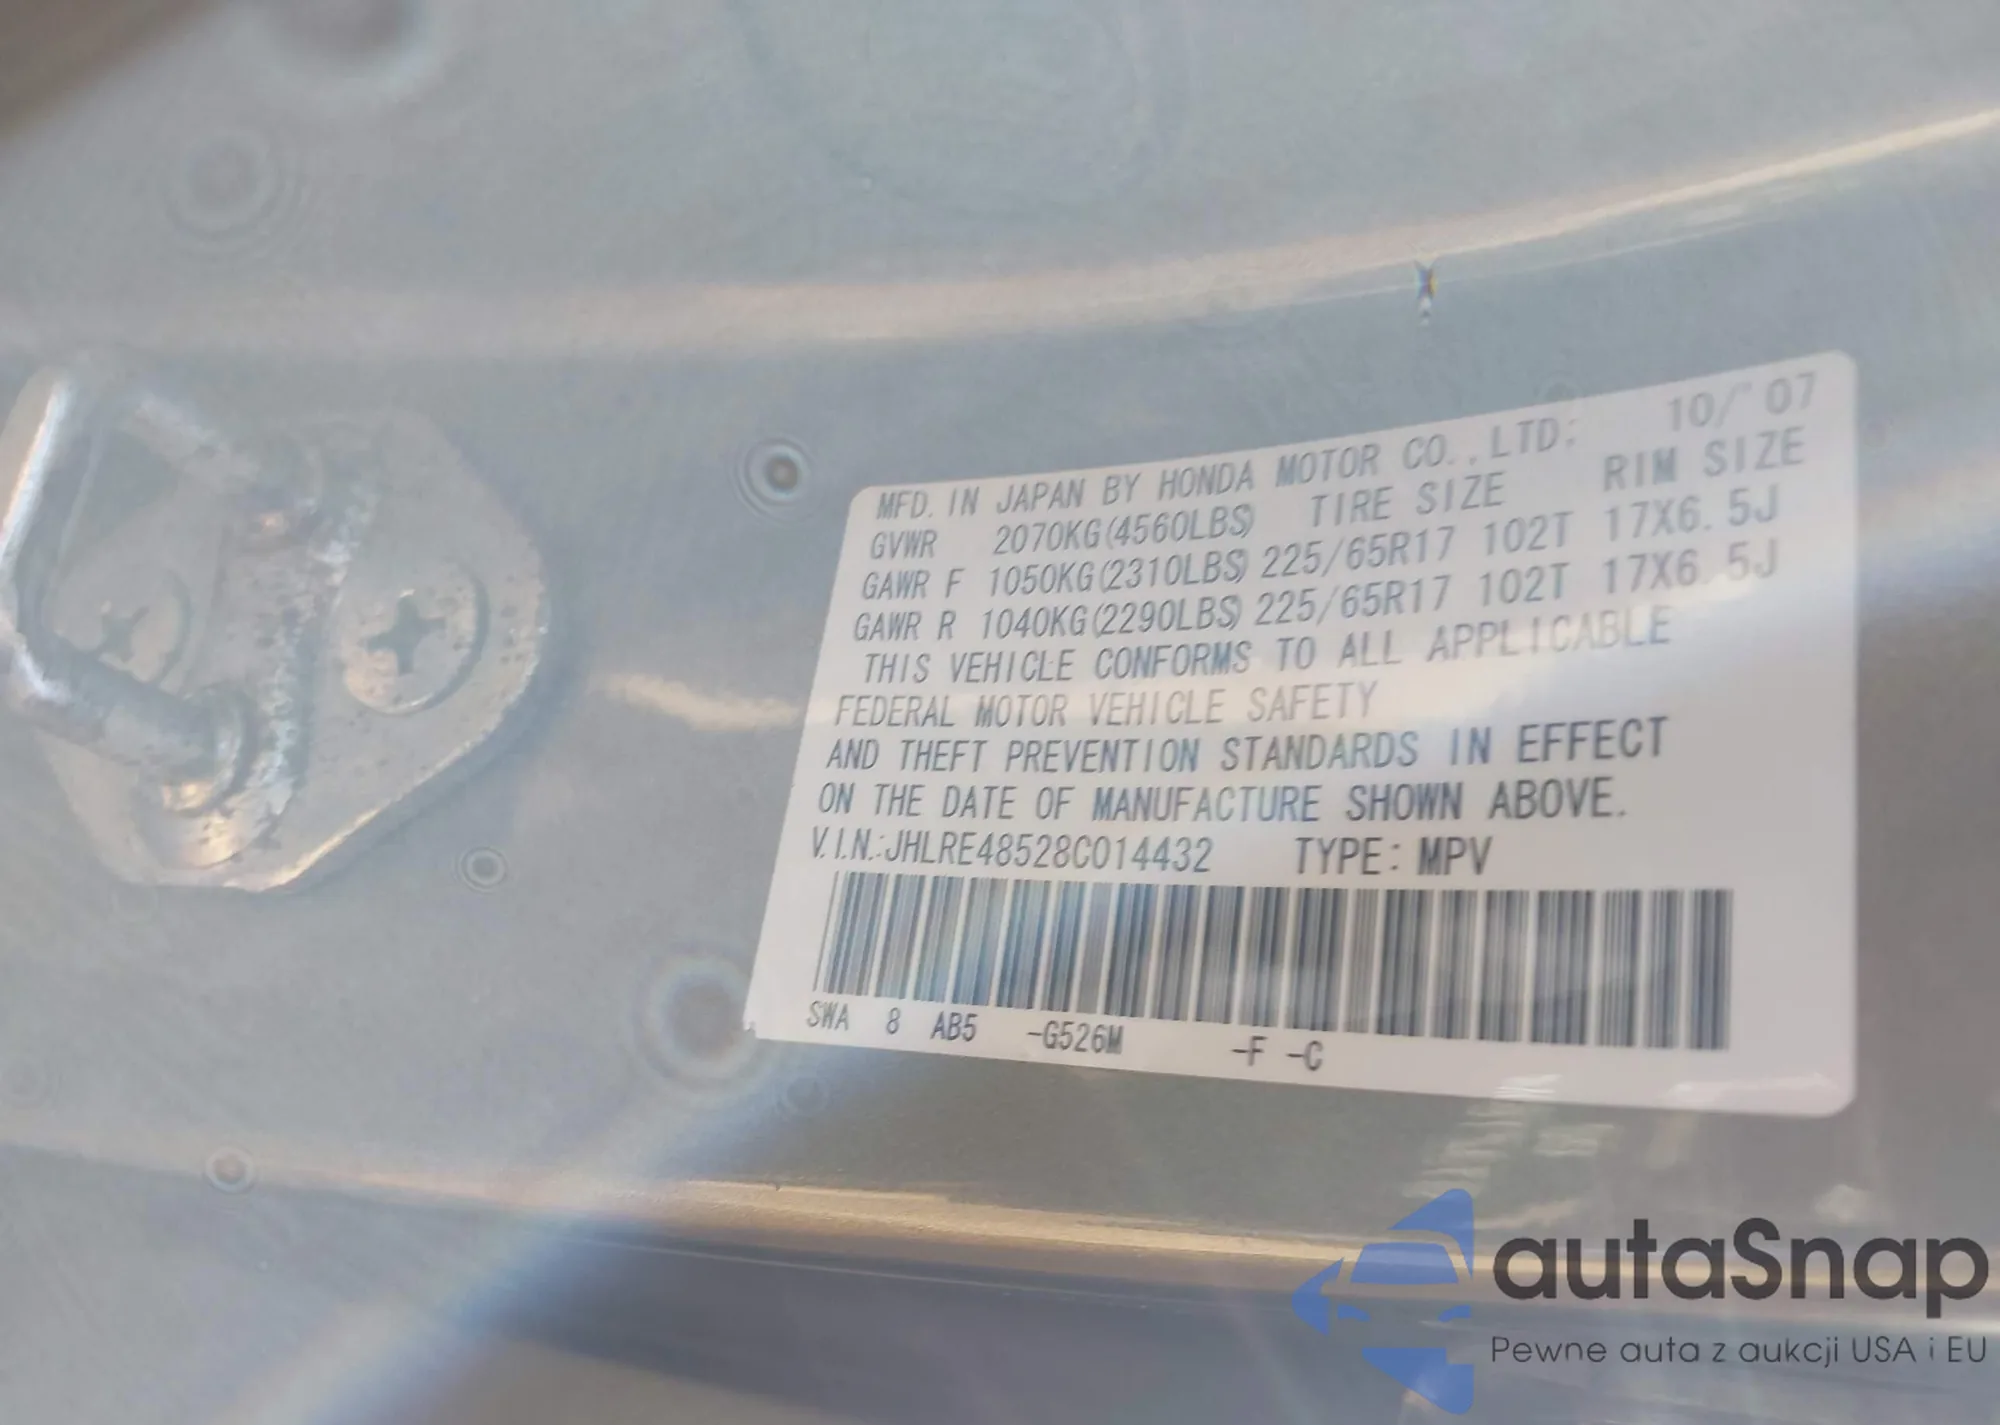 MFD. IN JAPAN BY HONDA MOTOR CO., LTD: 10/'07
GVWR 2070KG(4560LBS) TIRE SIZE RIM SIZE
GAWR F 1050KG(2310LBS) 225/65R17 102T 17X6.5J
GAWR R 1040KG(2290LBS) 225/65R17 102T 17X6.5J
THIS VEHICLE CONFORMS TO ALL APPLICABLE
FEDERAL MOTOR VEHICLE SAFETY
AND THEFT PREVENTION STANDARDS IN EFFECT
ON THE DATE OF MANUFACTURE SHOWN ABOVE.
V.I.N.:JHLRE48528C014432 TYPE: MPV
SWA 8 AB5 -G526M -F -C
autaSnap
Pewne auta z aukcji USA i EU